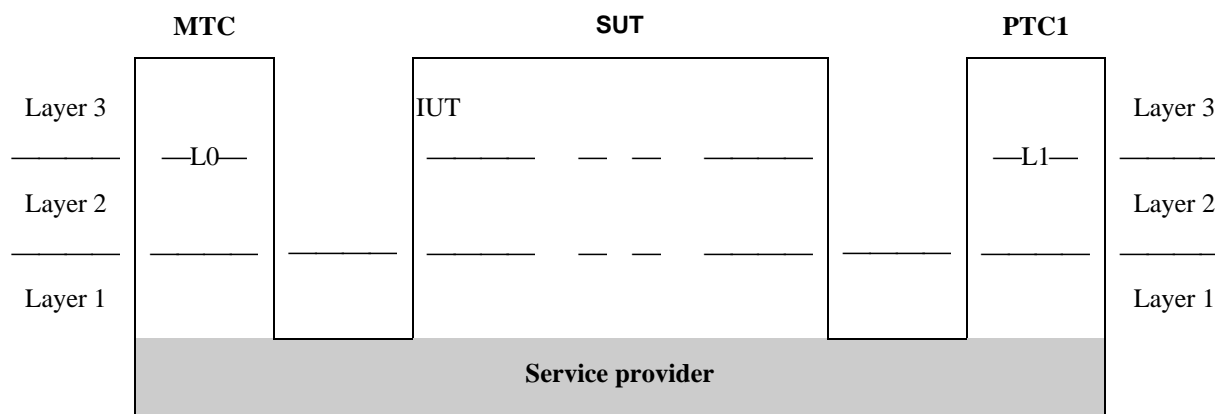 MTC SUT PTC1
Layer 3 IUT Layer 3
L0 L1
Layer 2 Layer 2
Layer 1 Layer 1
Service provider